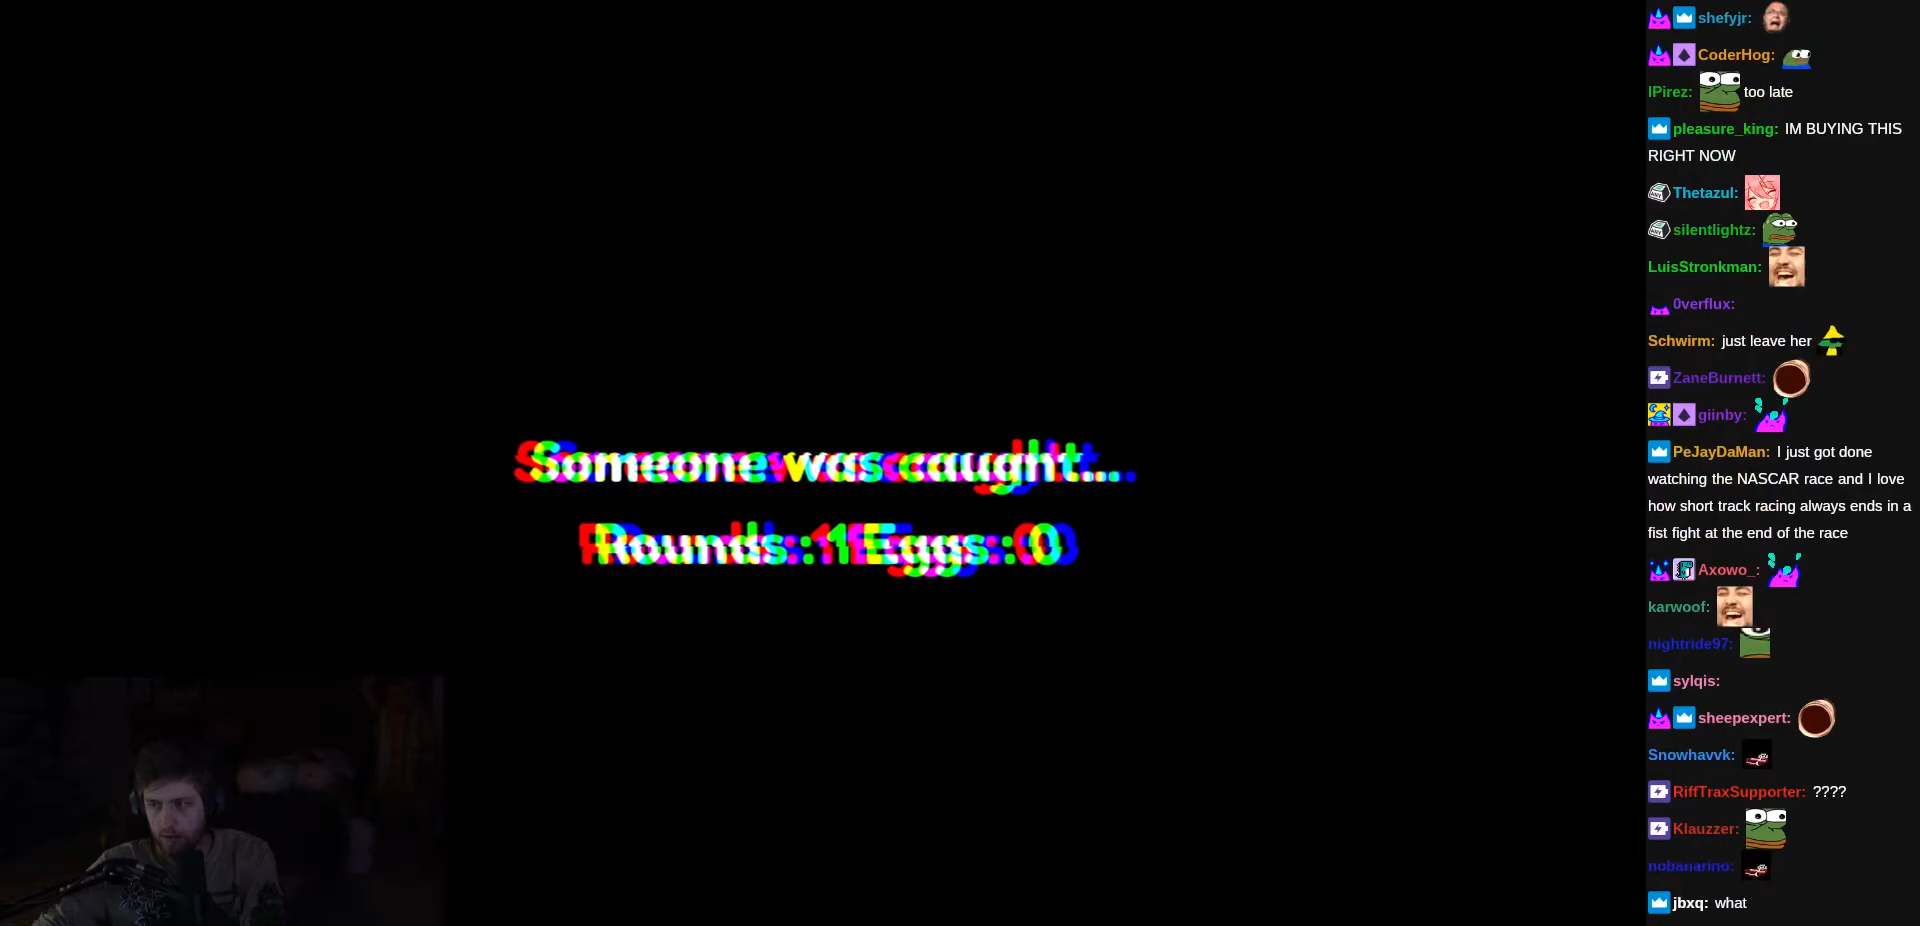 Someone was caught...
Rounds: 1 Eggs: 0
shefyjr:
CoderHog:
lPirez: too late
pleasure_king: IM BUYING THIS
RIGHT NOW
Thetazul:
silentlightz:
LuisStronkman:
0verflux:
Schwirm: just leave her
ZaneBurnett:
giinby:
PeJayDaMan: I just got done
watching the NASCAR race and I love
how short track racing always ends in a
fist fight at the end of the race
Axowo_:
karwoof:
nightride97:
sylqis:
sheepexpert:
Snowhavvk:
RiffTraxSupporter: ????
Klauzzer:
nobanarino:
jbxq: what